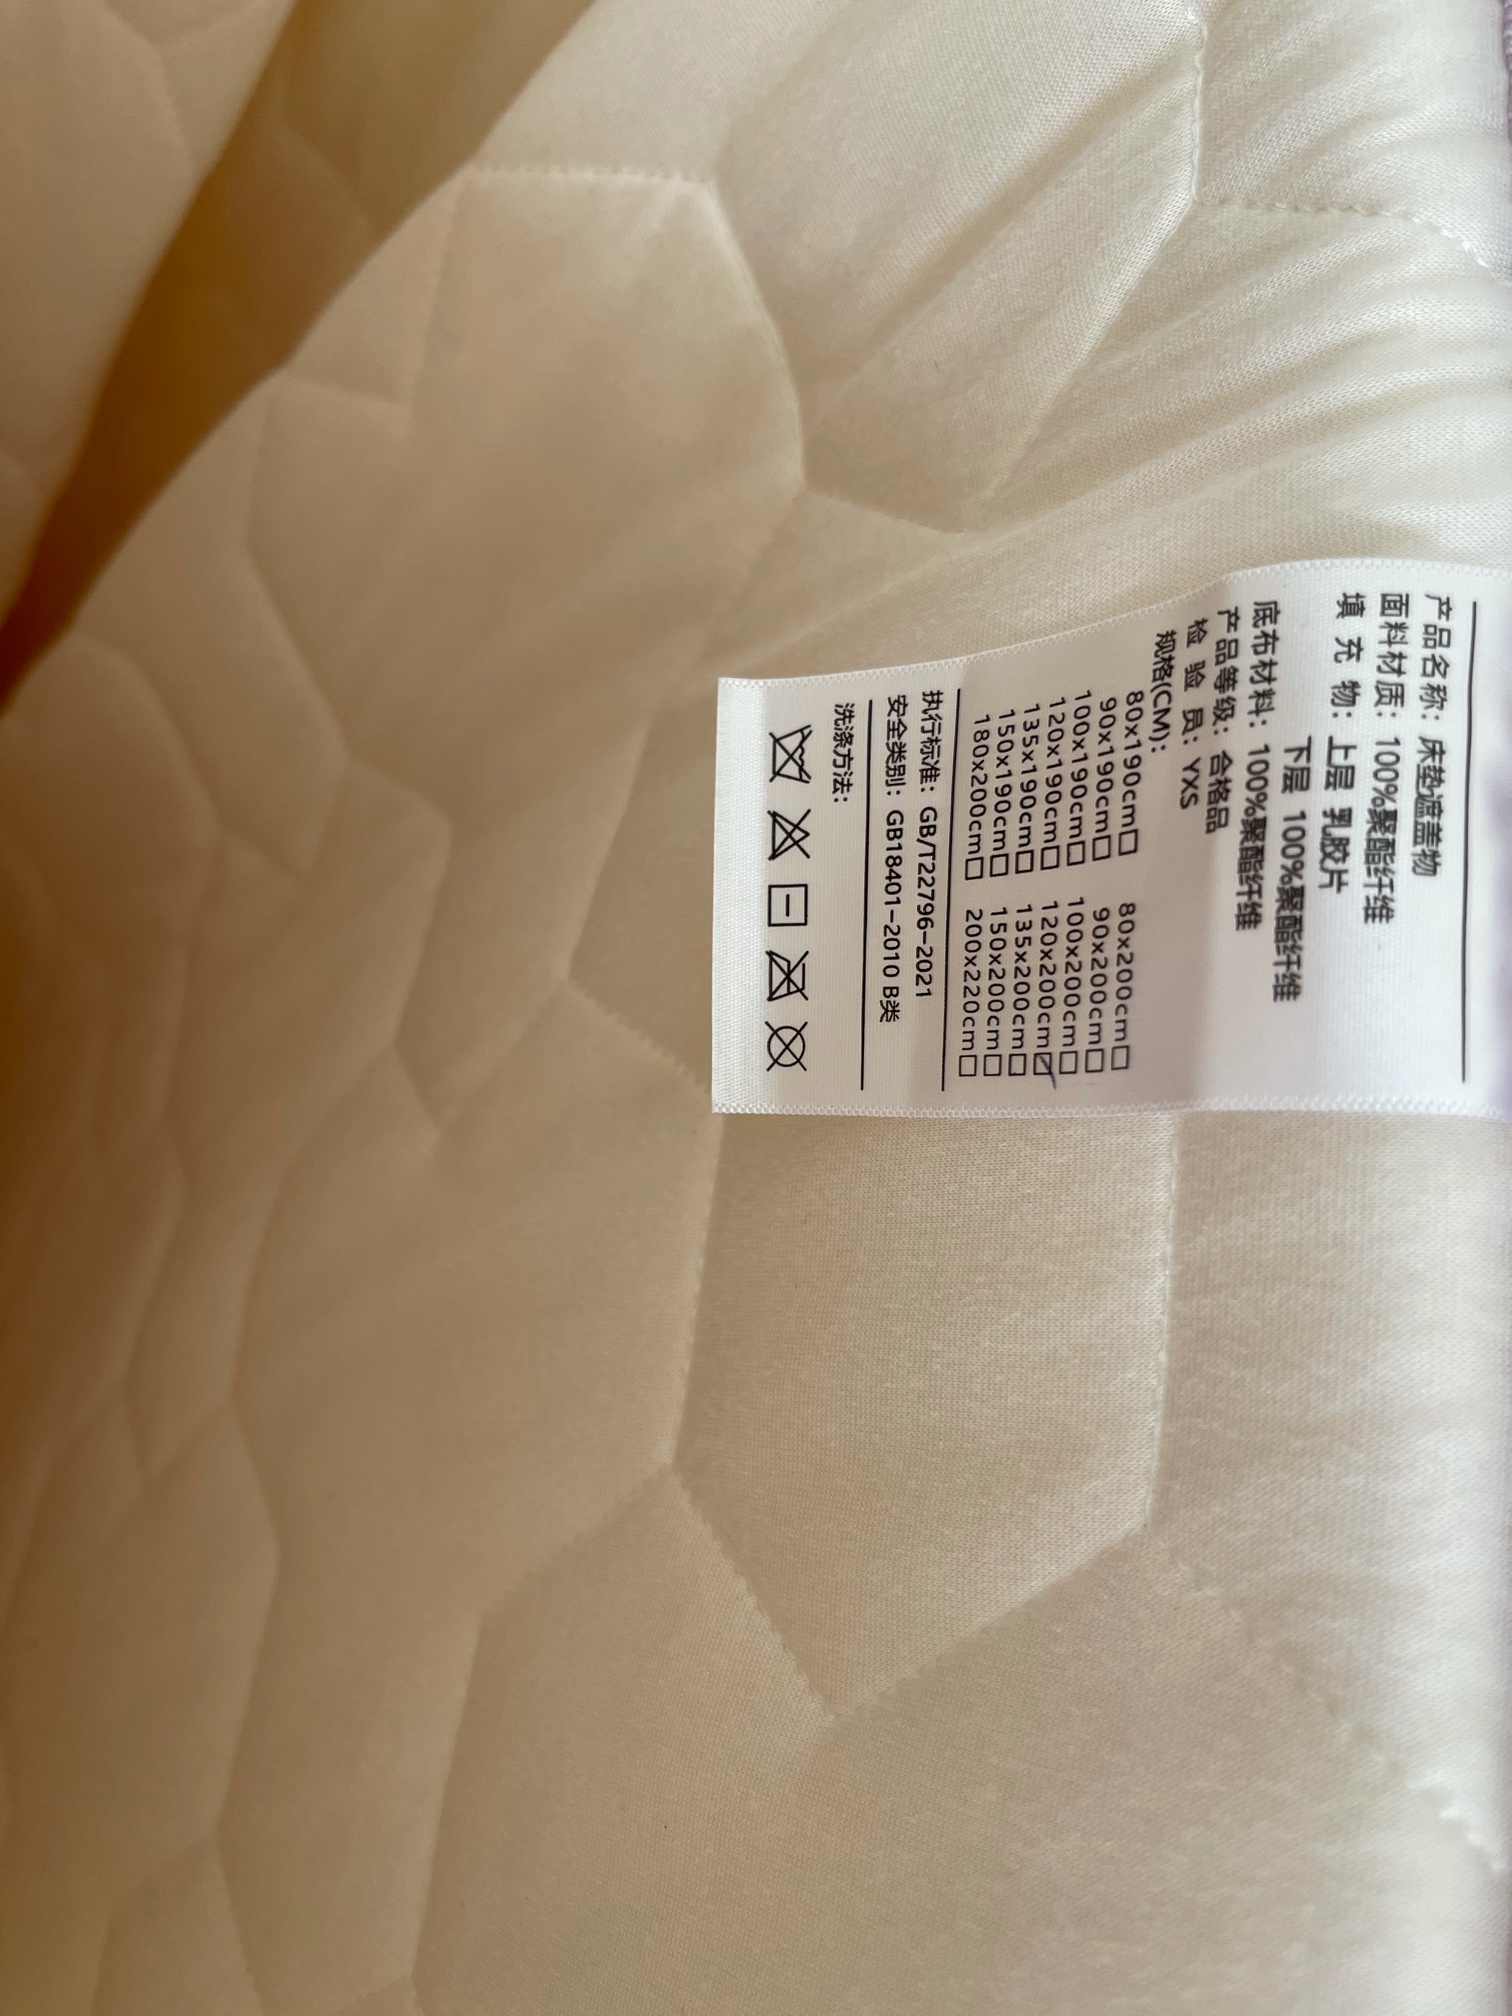 产品名称：床垫遮盖物
面料材质：100%聚酯纤维
填 充 物：上层 乳胶片
下层 100%聚酯纤维
底布材料：100%聚酯纤维
产品等级：合格品
检 验 员：YXS
规格(CM)：
80x190cm□ 80x200cm□
90x190cm□ 90x200cm□
100x190cm□ 100x200cm□
120x190cm□ 120x200cm☑
135x190cm□ 135x200cm□
150x190cm□ 150x200cm□
180x200cm□ 200x220cm□
执行标准：GB/T22796-2021
安全类别：GB18401-2010 B类
洗涤方法：